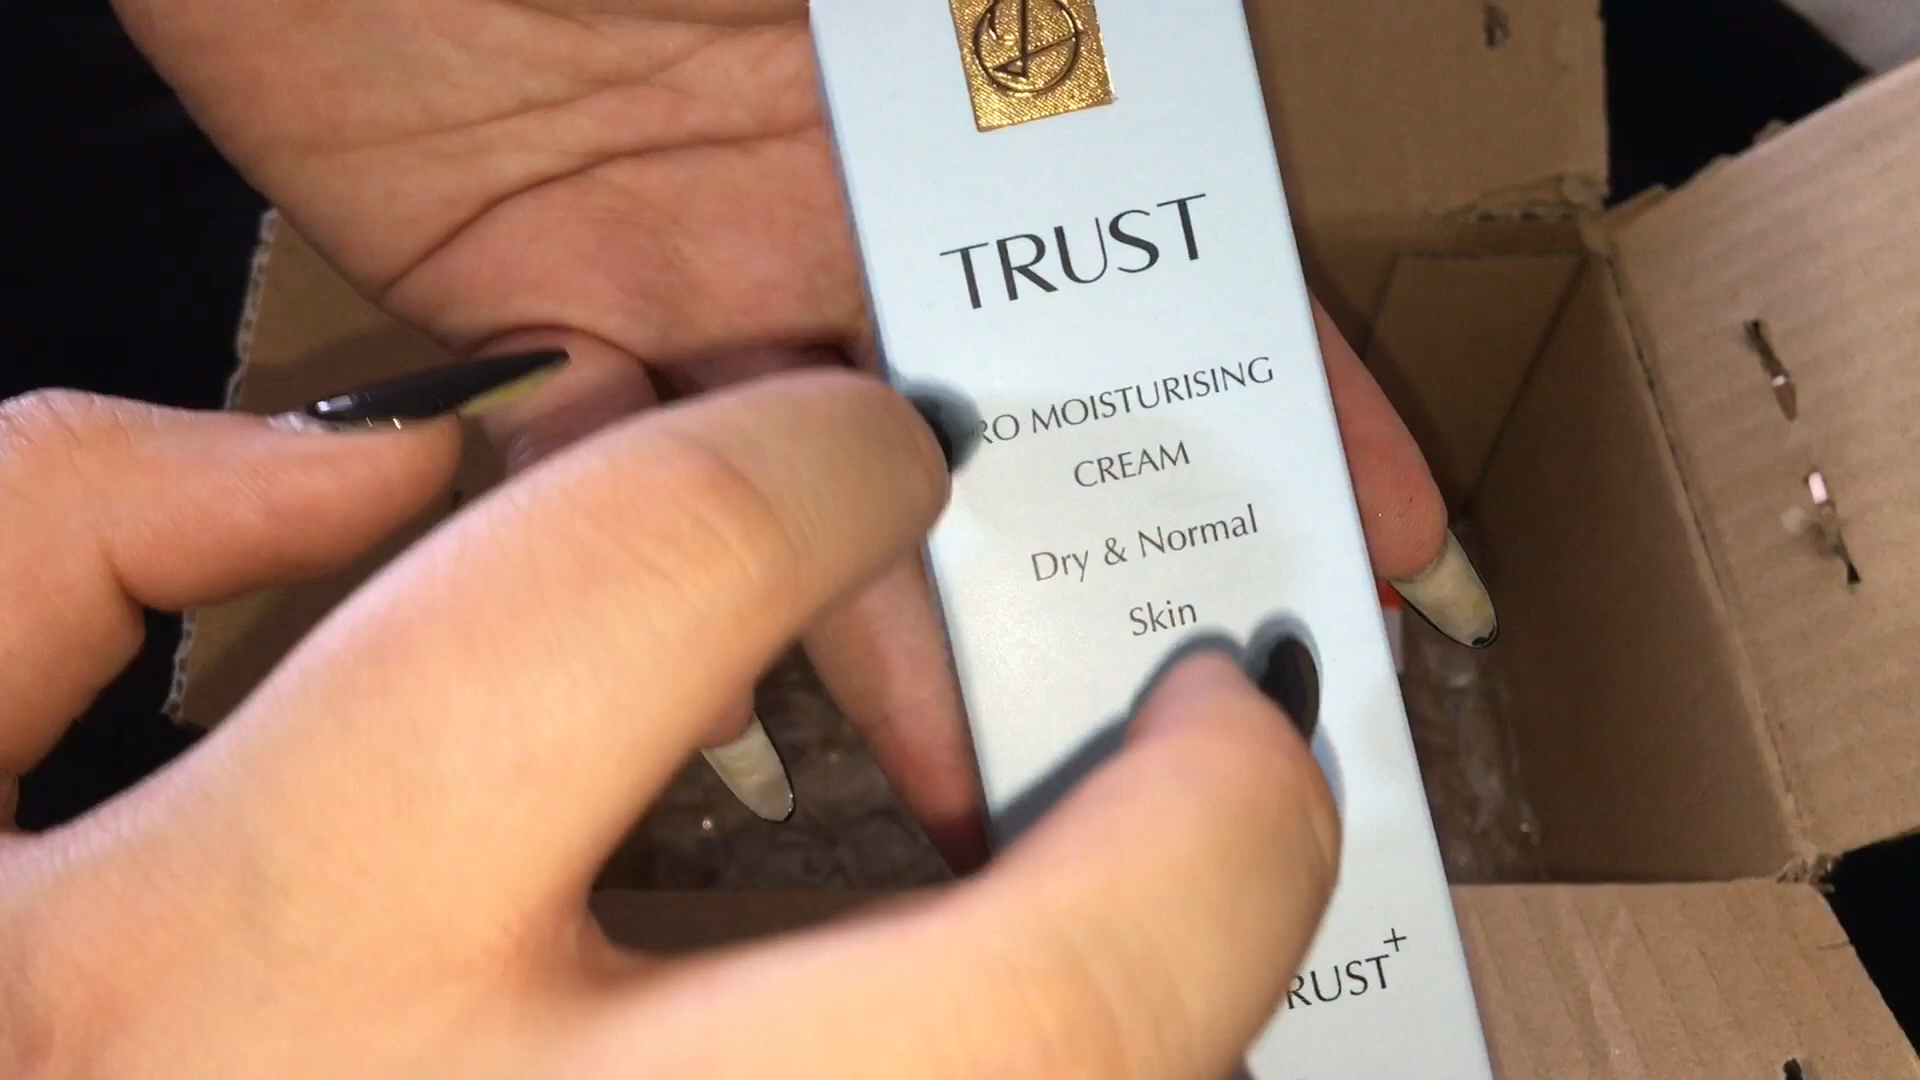 TRUST
RO MOISTURISING
CREAM
Dry & Normal
Skin
RUST+